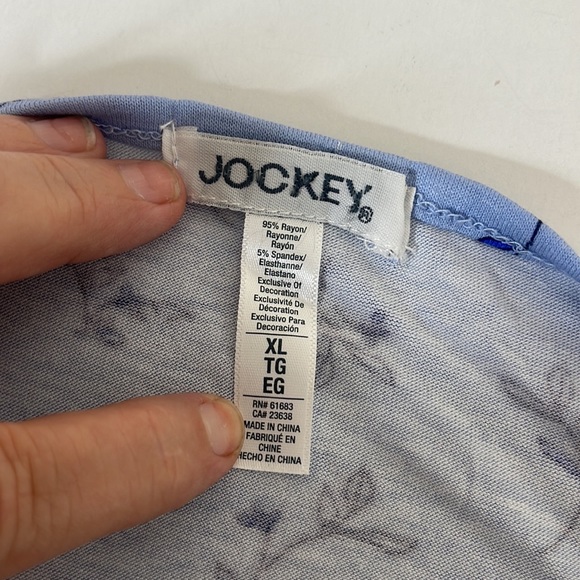 JOCKEY®
95% Rayon/
Rayonne/
Rayón
5% Spandex/
Elasthanne/
Elastano
Exclusive Of
Decoration
Exclusivité De
Décoration
Exclusivo Para
Decoración
XL
TG
EG
RN# 61683
CA# 23638
MADE IN CHINA
FABRIQUÉ EN
CHINE
HECHO EN CHINA